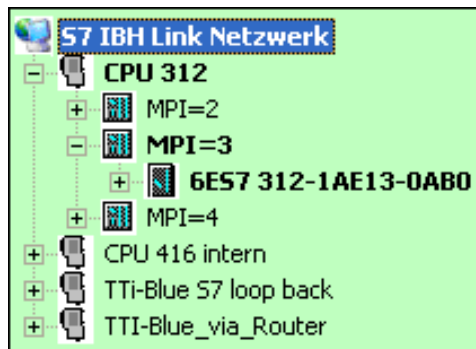 S7 IBH Link Netzwerk
CPU 312
MPI=2
MPI=3
6ES7 312-1AE13-0AB0
MPI=4
CPU 416 intern
TTi-Blue S7 loop back
TTI-Blue_via_Router